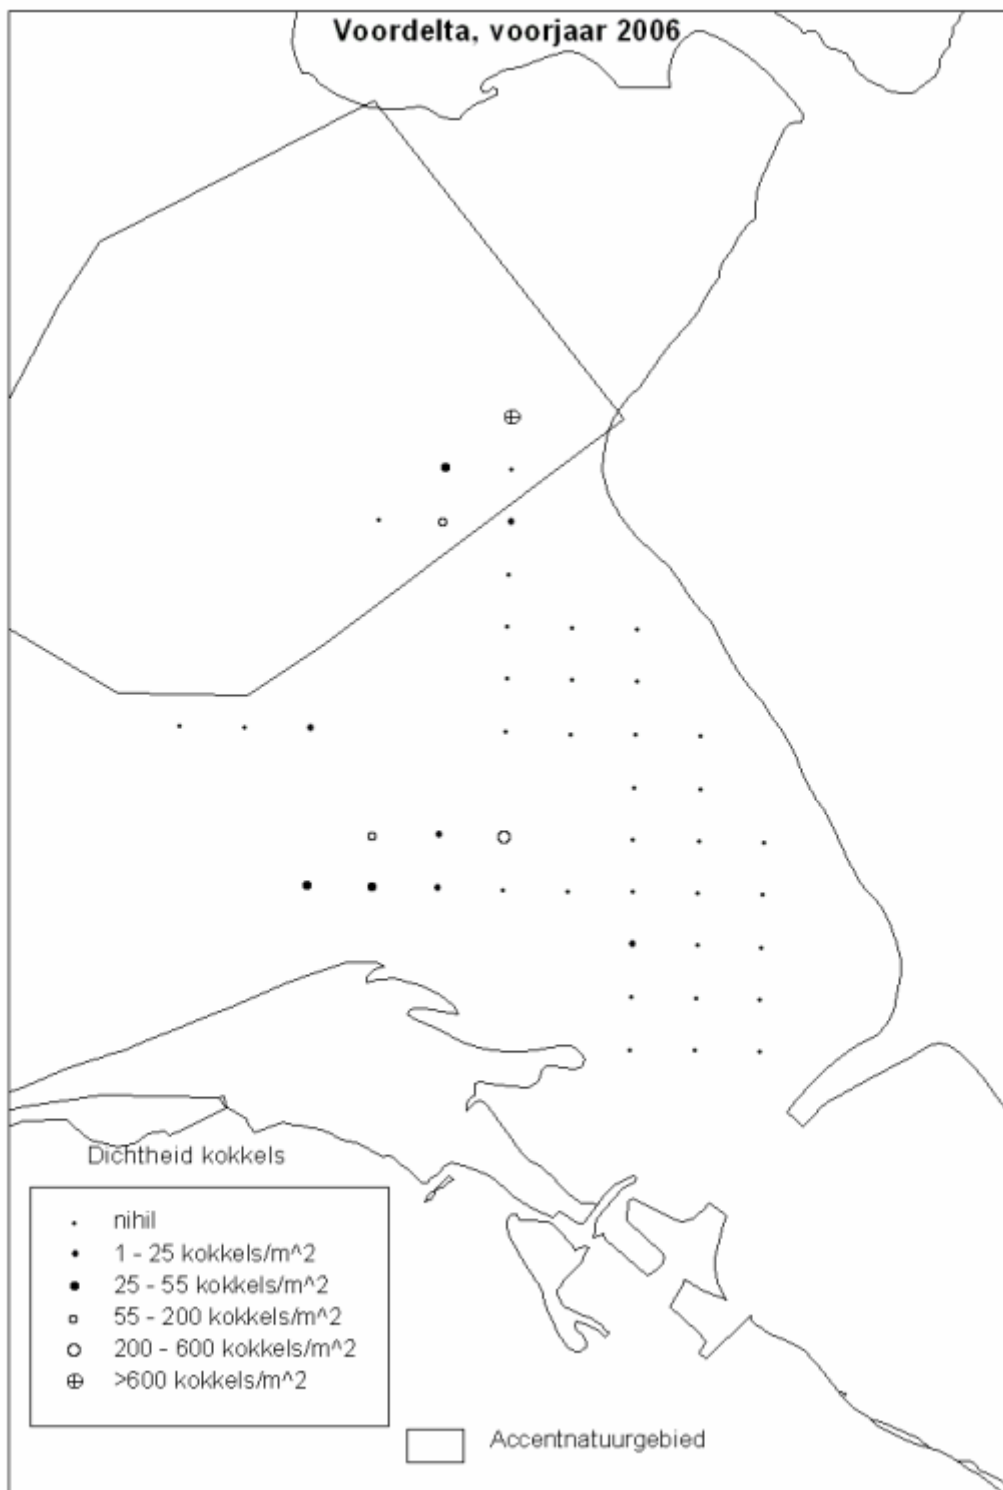 Voordelta, voorjaar 2006
Dichtheid kokkels
nihil
1 - 25 kokkels/m^2
25 - 55 kokkels/m^2
55 - 200 kokkels/m^2
200 - 600 kokkels/m^2
>600 kokkels/m^2
Accentnatuurgebied